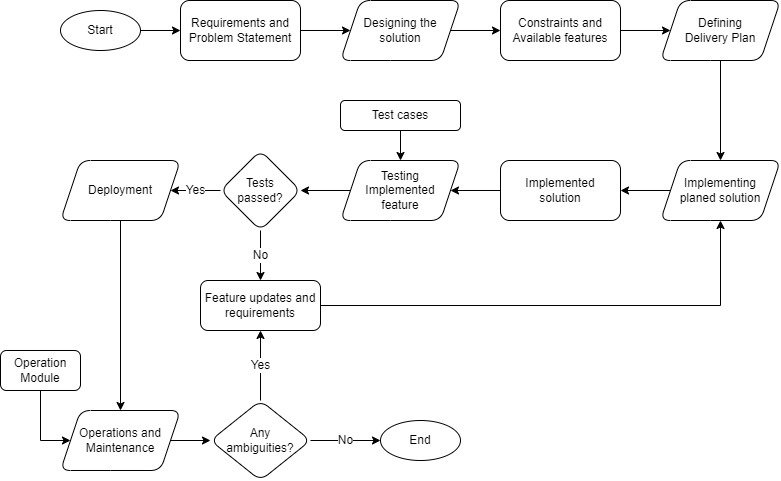 Start
Requirements and
Problem Statement
Designing the
solution
Constraints and
Available features
Defining
Delivery Plan
Test cases
Deployment
Yes
Tests
passed?
Testing
Implemented
feature
Implemented
solution
Implementing
planed solution
No
Feature updates and
requirements
Yes
Operation
Module
Operations and
Maintenance
Any
ambiguities?
No
End